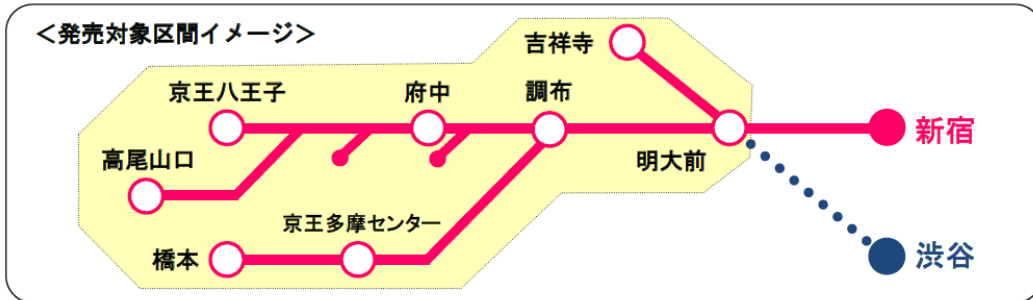 ＜発売対象区間イメージ＞
吉祥寺
京王八王子
府中
調布
新宿
高尾山口
明大前
京王多摩センター
橋本
渋谷